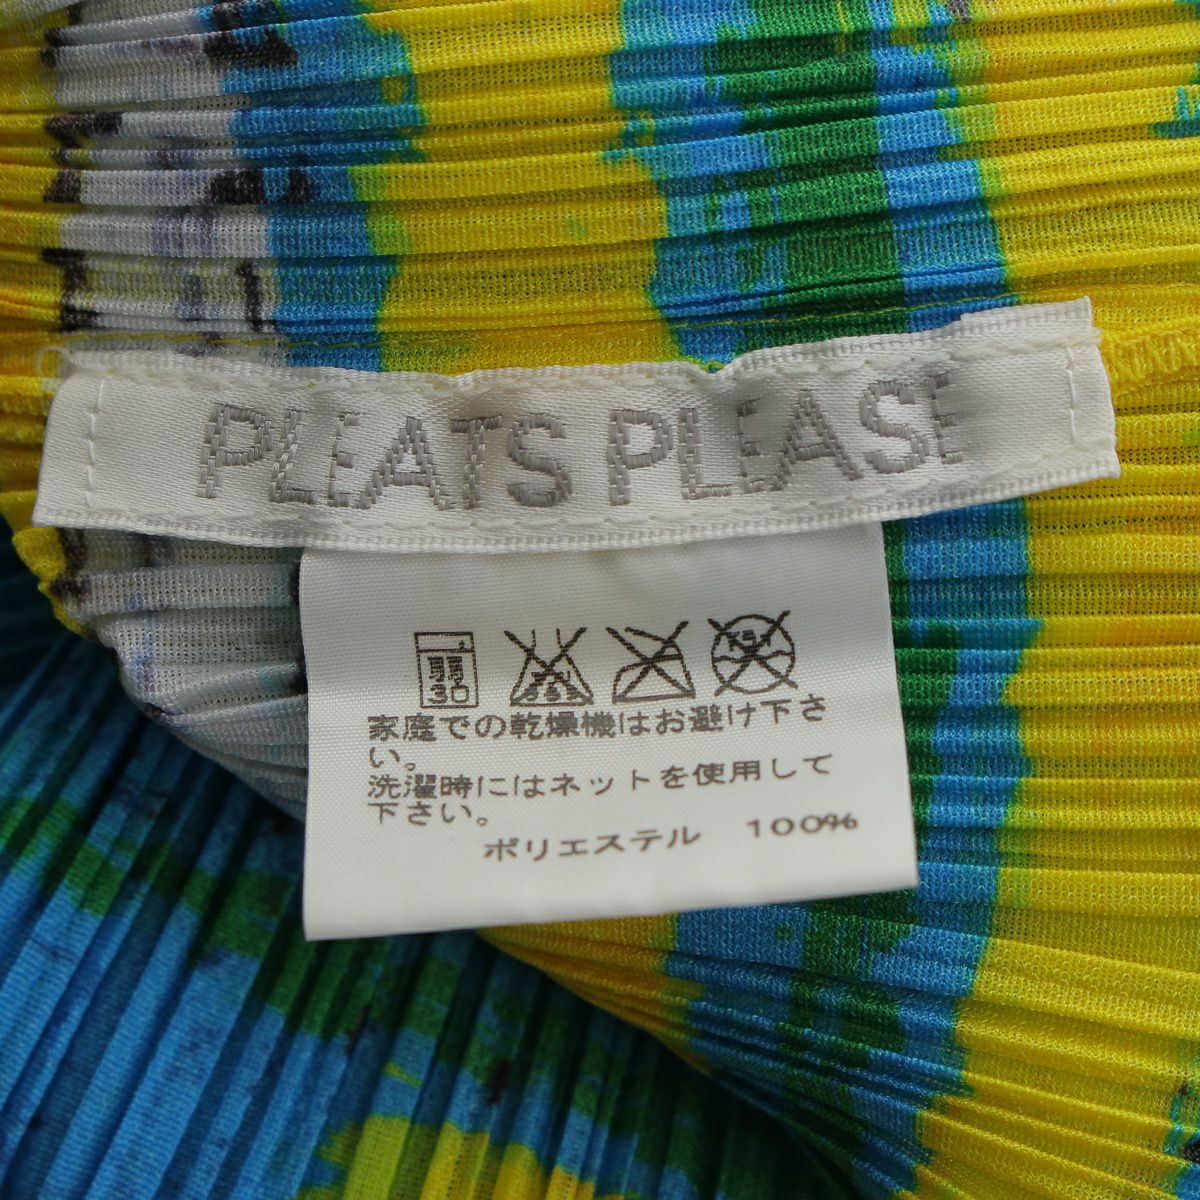 PLEATS PLEASE
30
家庭での乾燥機はお避け下さ
い。
洗濯時にはネットを使用して
下さい。
ポリエステル 100%